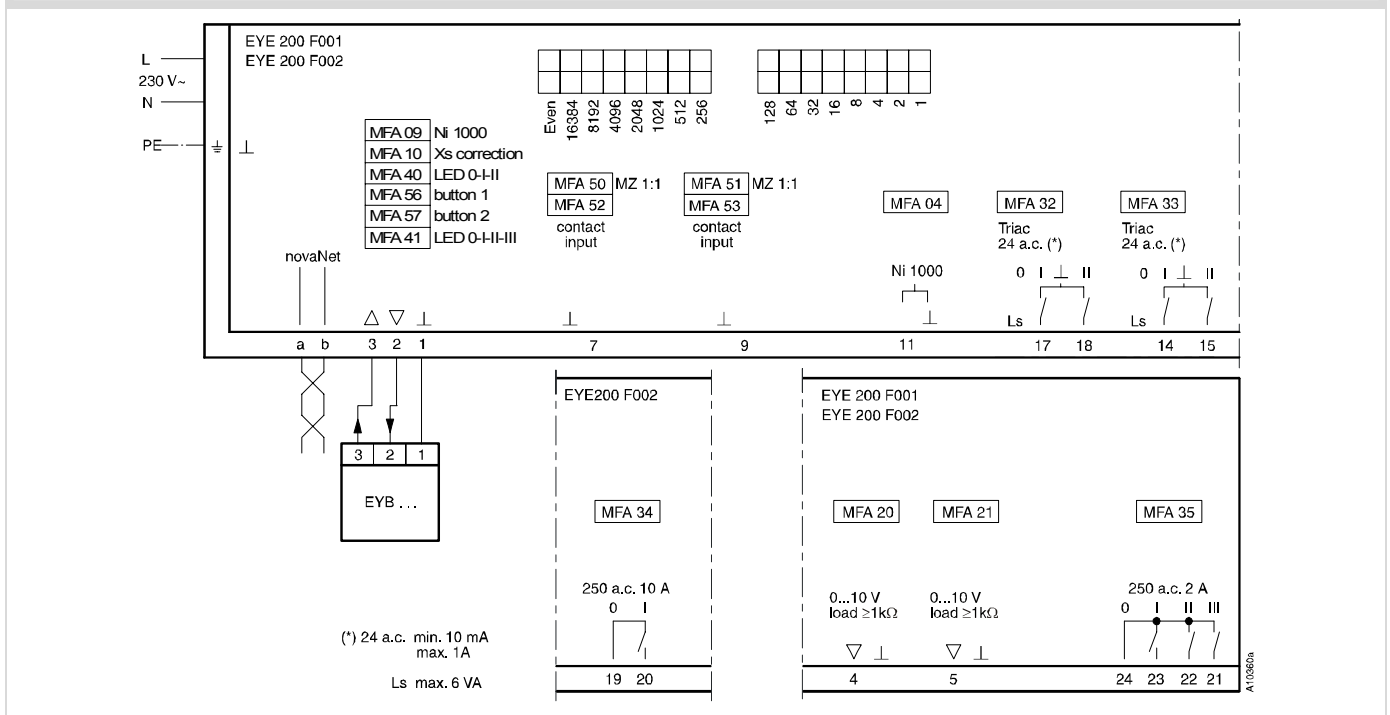 EYE 200 F001
EYE 200 F002
L
230 V~
N
PE
Even
16384
8192
4096
2048
1024
512
256
128
64
32
16
8
4
2
1
MFA 09 Ni 1000
MFA 10 Xs correction
MFA 40 LED 0-I-II
MFA 56 button 1
MFA 57 button 2
MFA 41 LED 0-I-II-III
MFA 50 MZ 1:1
MFA 52
contact
input
MFA 51 MZ 1:1
MFA 53
contact
input
MFA 04
Ni 1000
MFA 32
Triac
24 a.c. (*)
0 I ⊥ II
Ls
MFA 33
Triac
24 a.c. (*)
0 I ⊥ II
Ls
novaNet
a b 3 2 1 7 9 11 17 18 14 15
3 2 1
EYB ...
EYE200 F002
MFA 34
250 a.c. 10 A
0 I
19 20
EYE 200 F001
EYE 200 F002
MFA 20
0...10 V
load ≥1kΩ
4
MFA 21
0...10 V
load ≥1kΩ
5
MFA 35
250 a.c. 2 A
0 I II III
24 23 22 21
(*) 24 a.c. min. 10 mA
max. 1A
Ls max. 6 VA
A10360a